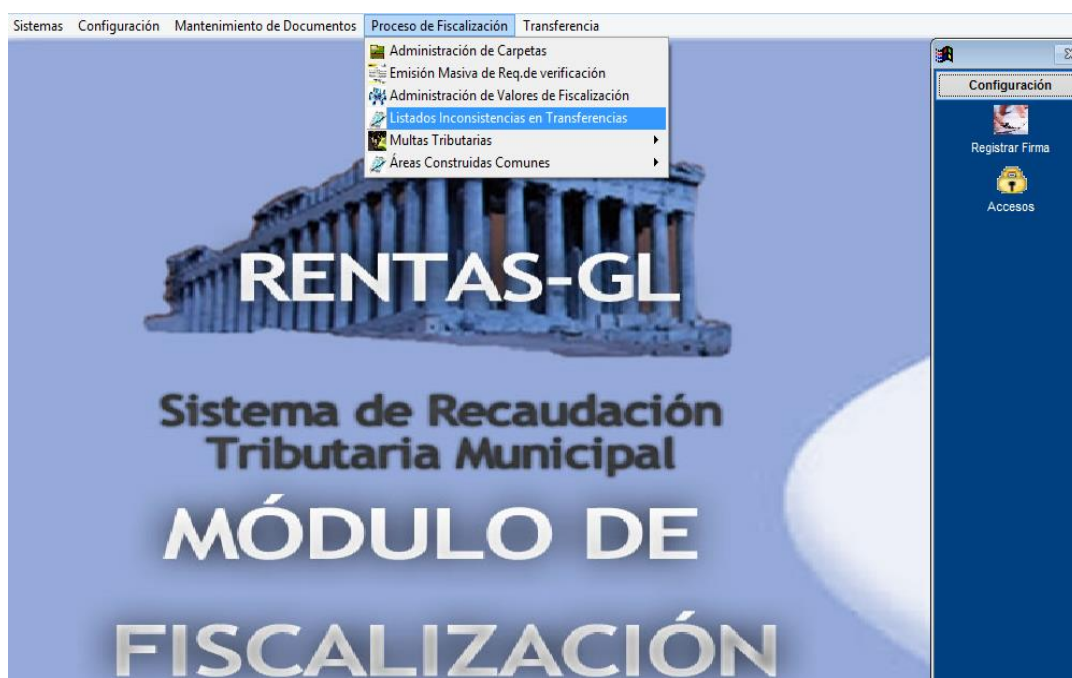 Sistemas Configuración Mantenimiento de Documentos Proceso de Fiscalización Transferencia
Administración de Carpetas
Emisión Masiva de Req.de verificación
Administración de Valores de Fiscalización
Listados Inconsistencias en Transferencias
Multas Tributarias
Áreas Construidas Comunes
Configuración
Registrar Firma
Accesos
RENTAS-GL
Sistema de Recaudación
Tributaria Municipal
MÓDULO DE
FISCALIZACIÓN